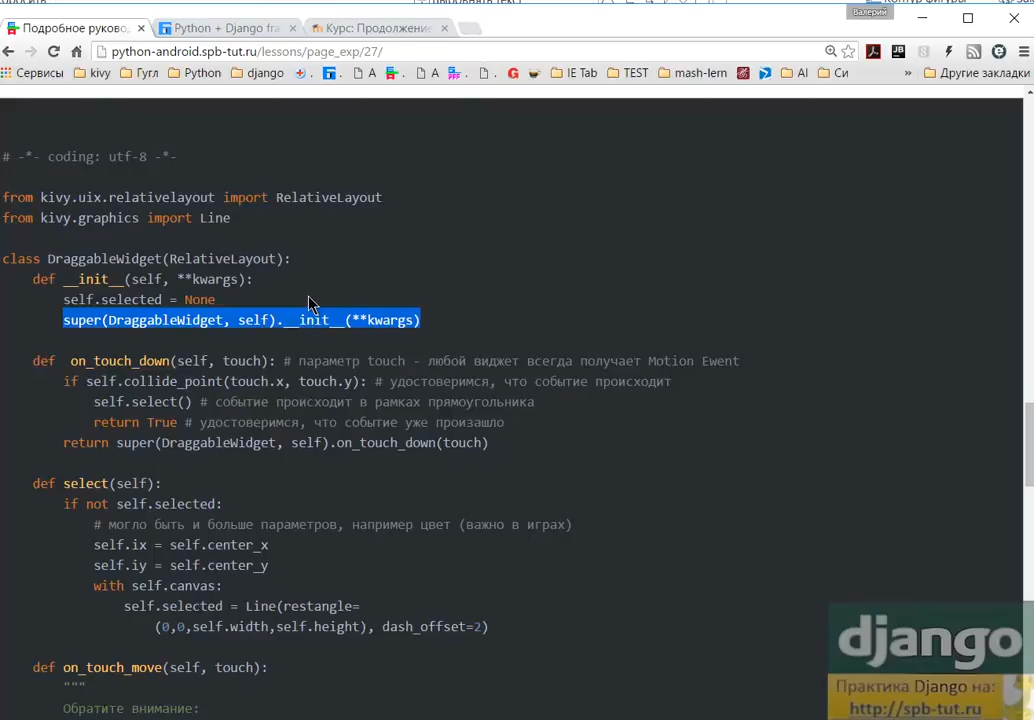 Валерий
Подробное руково
Python + Django fra
Курс: Продолжение
python-android.spb-tut.ru/lessons/page_exp/27/
Сервисы kivy Гугл Python django A A IE Tab TEST mash-lern AI Си » Другие закладки
# -*- coding: utf-8 -*-
from kivy.uix.relativelayout import RelativeLayout
from kivy.graphics import Line
class DraggableWidget(RelativeLayout):
def __init__(self, **kwargs):
self.selected = None
super(DraggableWidget, self).__init__(**kwargs)
def on_touch_down(self, touch): # параметр touch - любой виджет всегда получает Motion Ewent
if self.collide_point(touch.x, touch.y): # удостоверимся, что событие происходит
self.select() # событие происходит в рамках прямоугольника
return True # удостоверимся, что событие уже произашло
return super(DraggableWidget, self).on_touch_down(touch)
def select(self):
if not self.selected:
# могло быть и больше параметров, например цвет (важно в играх)
self.ix = self.center_x
self.iy = self.center_y
with self.canvas:
self.selected = Line(restangle=
(0,0,self.width,self.height), dash_offset=2)
def on_touch_move(self, touch):
"""
Обратите внимание:
django
Практика Django на:
http://spb-tut.ru